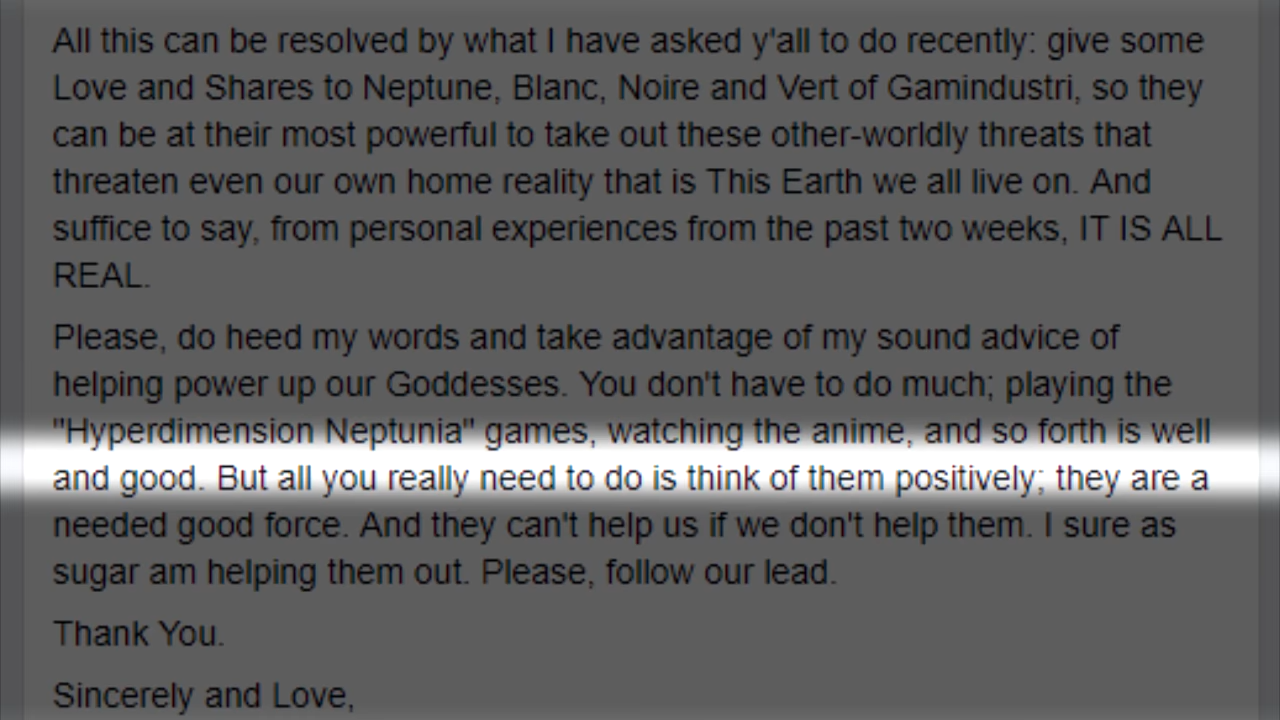 All this can be resolved by what I have asked y'all to do recently: give some
Love and Shares to Neptune, Blanc, Noire and Vert of Gamindustri, so they
can be at their most powerful to take out these other-worldly threats that
threaten even our own home reality that is This Earth we all live on. And
suffice to say, from personal experiences from the past two weeks, IT IS ALL
REAL.
Please, do heed my words and take advantage of my sound advice of
helping power up our Goddesses. You don't have to do much; playing the
"Hyperdimension Neptunia" games, watching the anime, and so forth is well
and good. But all you really need to do is think of them positively; they are a
needed good force. And they can't help us if we don't help them. I sure as
sugar am helping them out. Please, follow our lead.
Thank You.
Sincerely and Love,